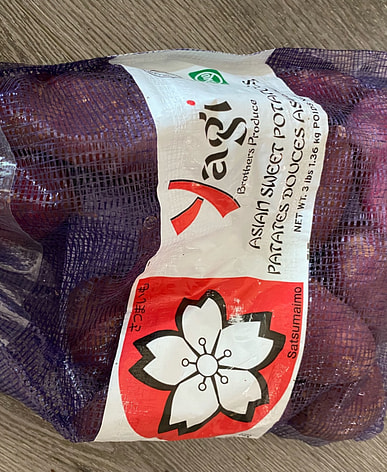 Yagi
Brothers Produce
ASIAN SWEET POTATOES
PATATES DOUCES
NET WT. 3 lbs 1.36 kg
さつまいも
Satsumaimo